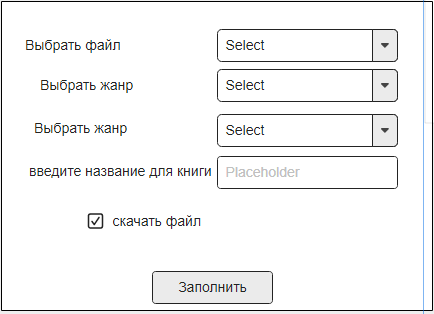 Выбрать файл Select
Выбрать жанр Select
Выбрать жанр Select
введите название для книги Placeholder
скачать файл
Заполнить